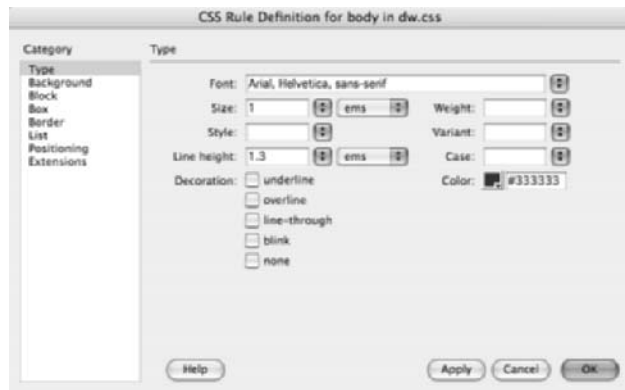 CSS Rule Definition for body in dw.css
Category
Type
Background
Block
Box
Border
List
Positioning
Extensions
Type
Font: Arial, Helvetica, sans-serif
Size: 1 ems Weight:
Style: Variant:
Line height: 1.3 ems Case:
Decoration: underline Color: #333333
overline
line-through
blink
none
Help Apply Cancel OK